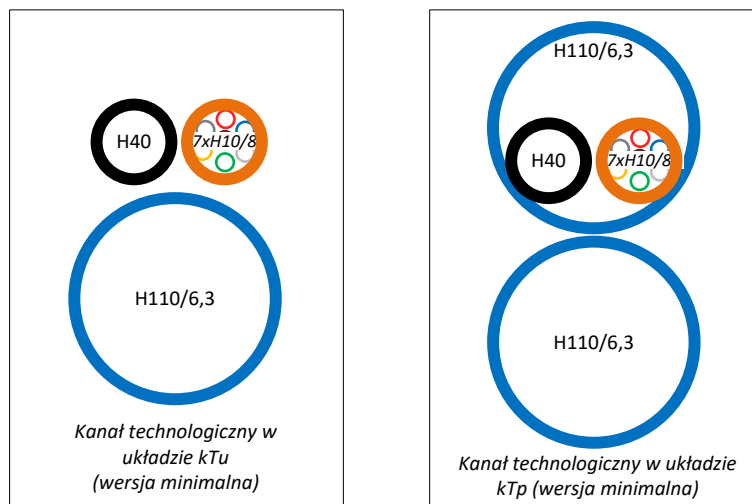 H40
7xH10/8
H110/6,3
Kanał technologiczny w
układzie kTu
(wersja minimalna)
H110/6,3
H40
7xH10/8
H110/6,3
Kanał technologiczny w układzie
kTp (wersja minimalna)